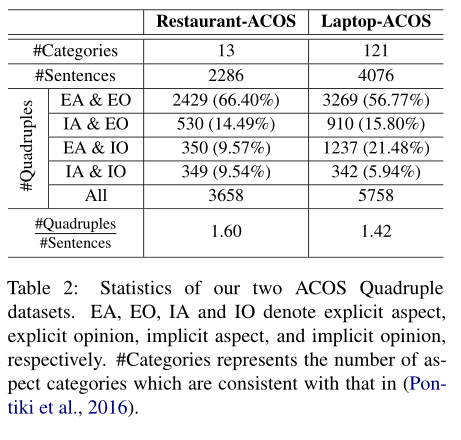 Restaurant-ACOS Laptop-ACOS
#Categories 13 121
#Sentences 2286 4076
#Quadruples
EA & EO 2429 (66.40%) 3269 (56.77%)
IA & EO 530 (14.49%) 910 (15.80%)
EA & IO 350 (9.57%) 1237 (21.48%)
IA & IO 349 (9.54%) 342 (5.94%)
All 3658 5758
#Quadruples
#Sentences
1.60 1.42
Table 2: Statistics of our two ACOS Quadruple
datasets. EA, EO, IA and IO denote explicit aspect,
explicit opinion, implicit aspect, and implicit opinion,
respectively. #Categories represents the number of as-
pect categories which are consistent with that in (Pon-
tiki et al., 2016).